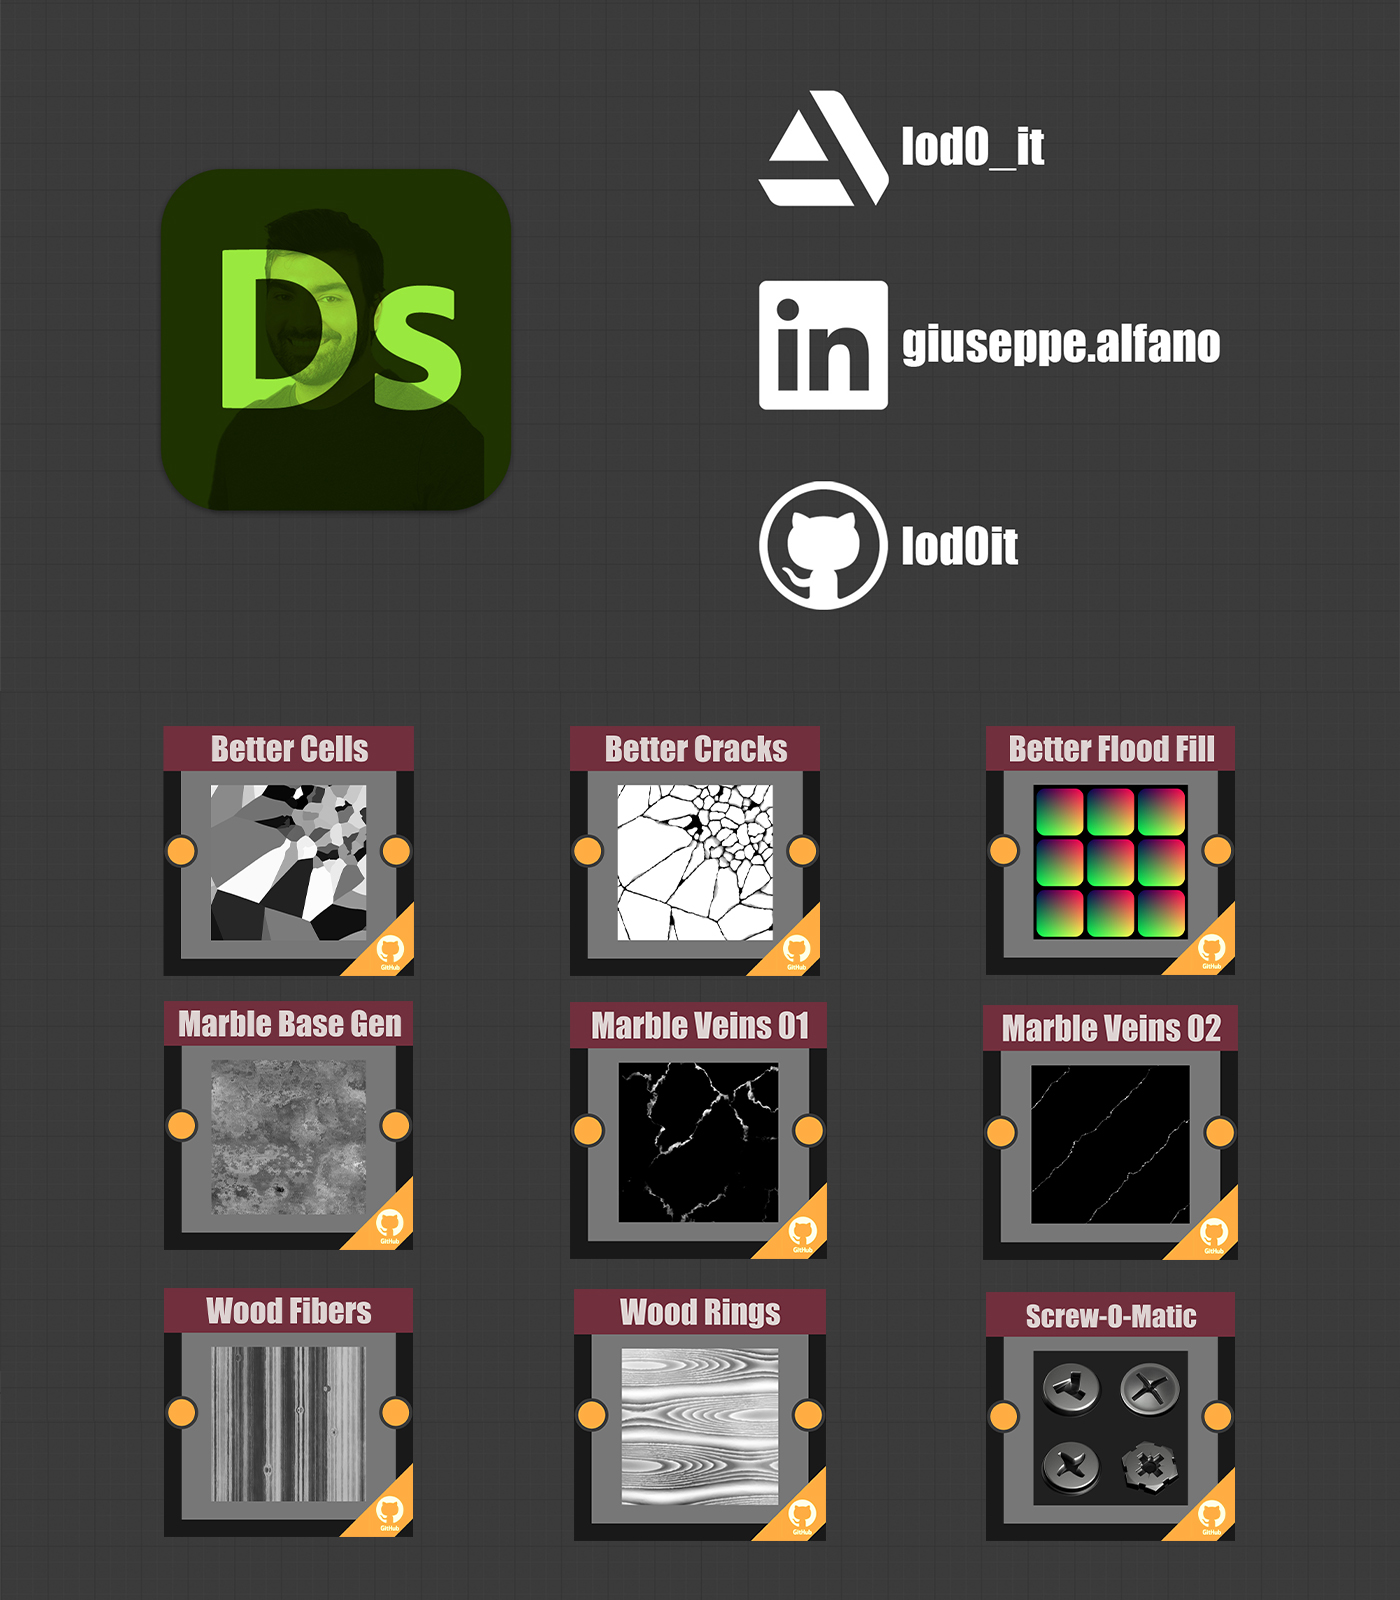 Ds
lod0_it
in
giuseppe.alfano
lod0it
Better Cells
Better Cracks
Better Flood Fill
GitHub
GitHub
GitHub
Marble Base Gen
Marble Veins 01
Marble Veins 02
GitHub
GitHub
GitHub
Wood Fibers
Wood Rings
Screw-O-Matic
GitHub
GitHub
GitHub